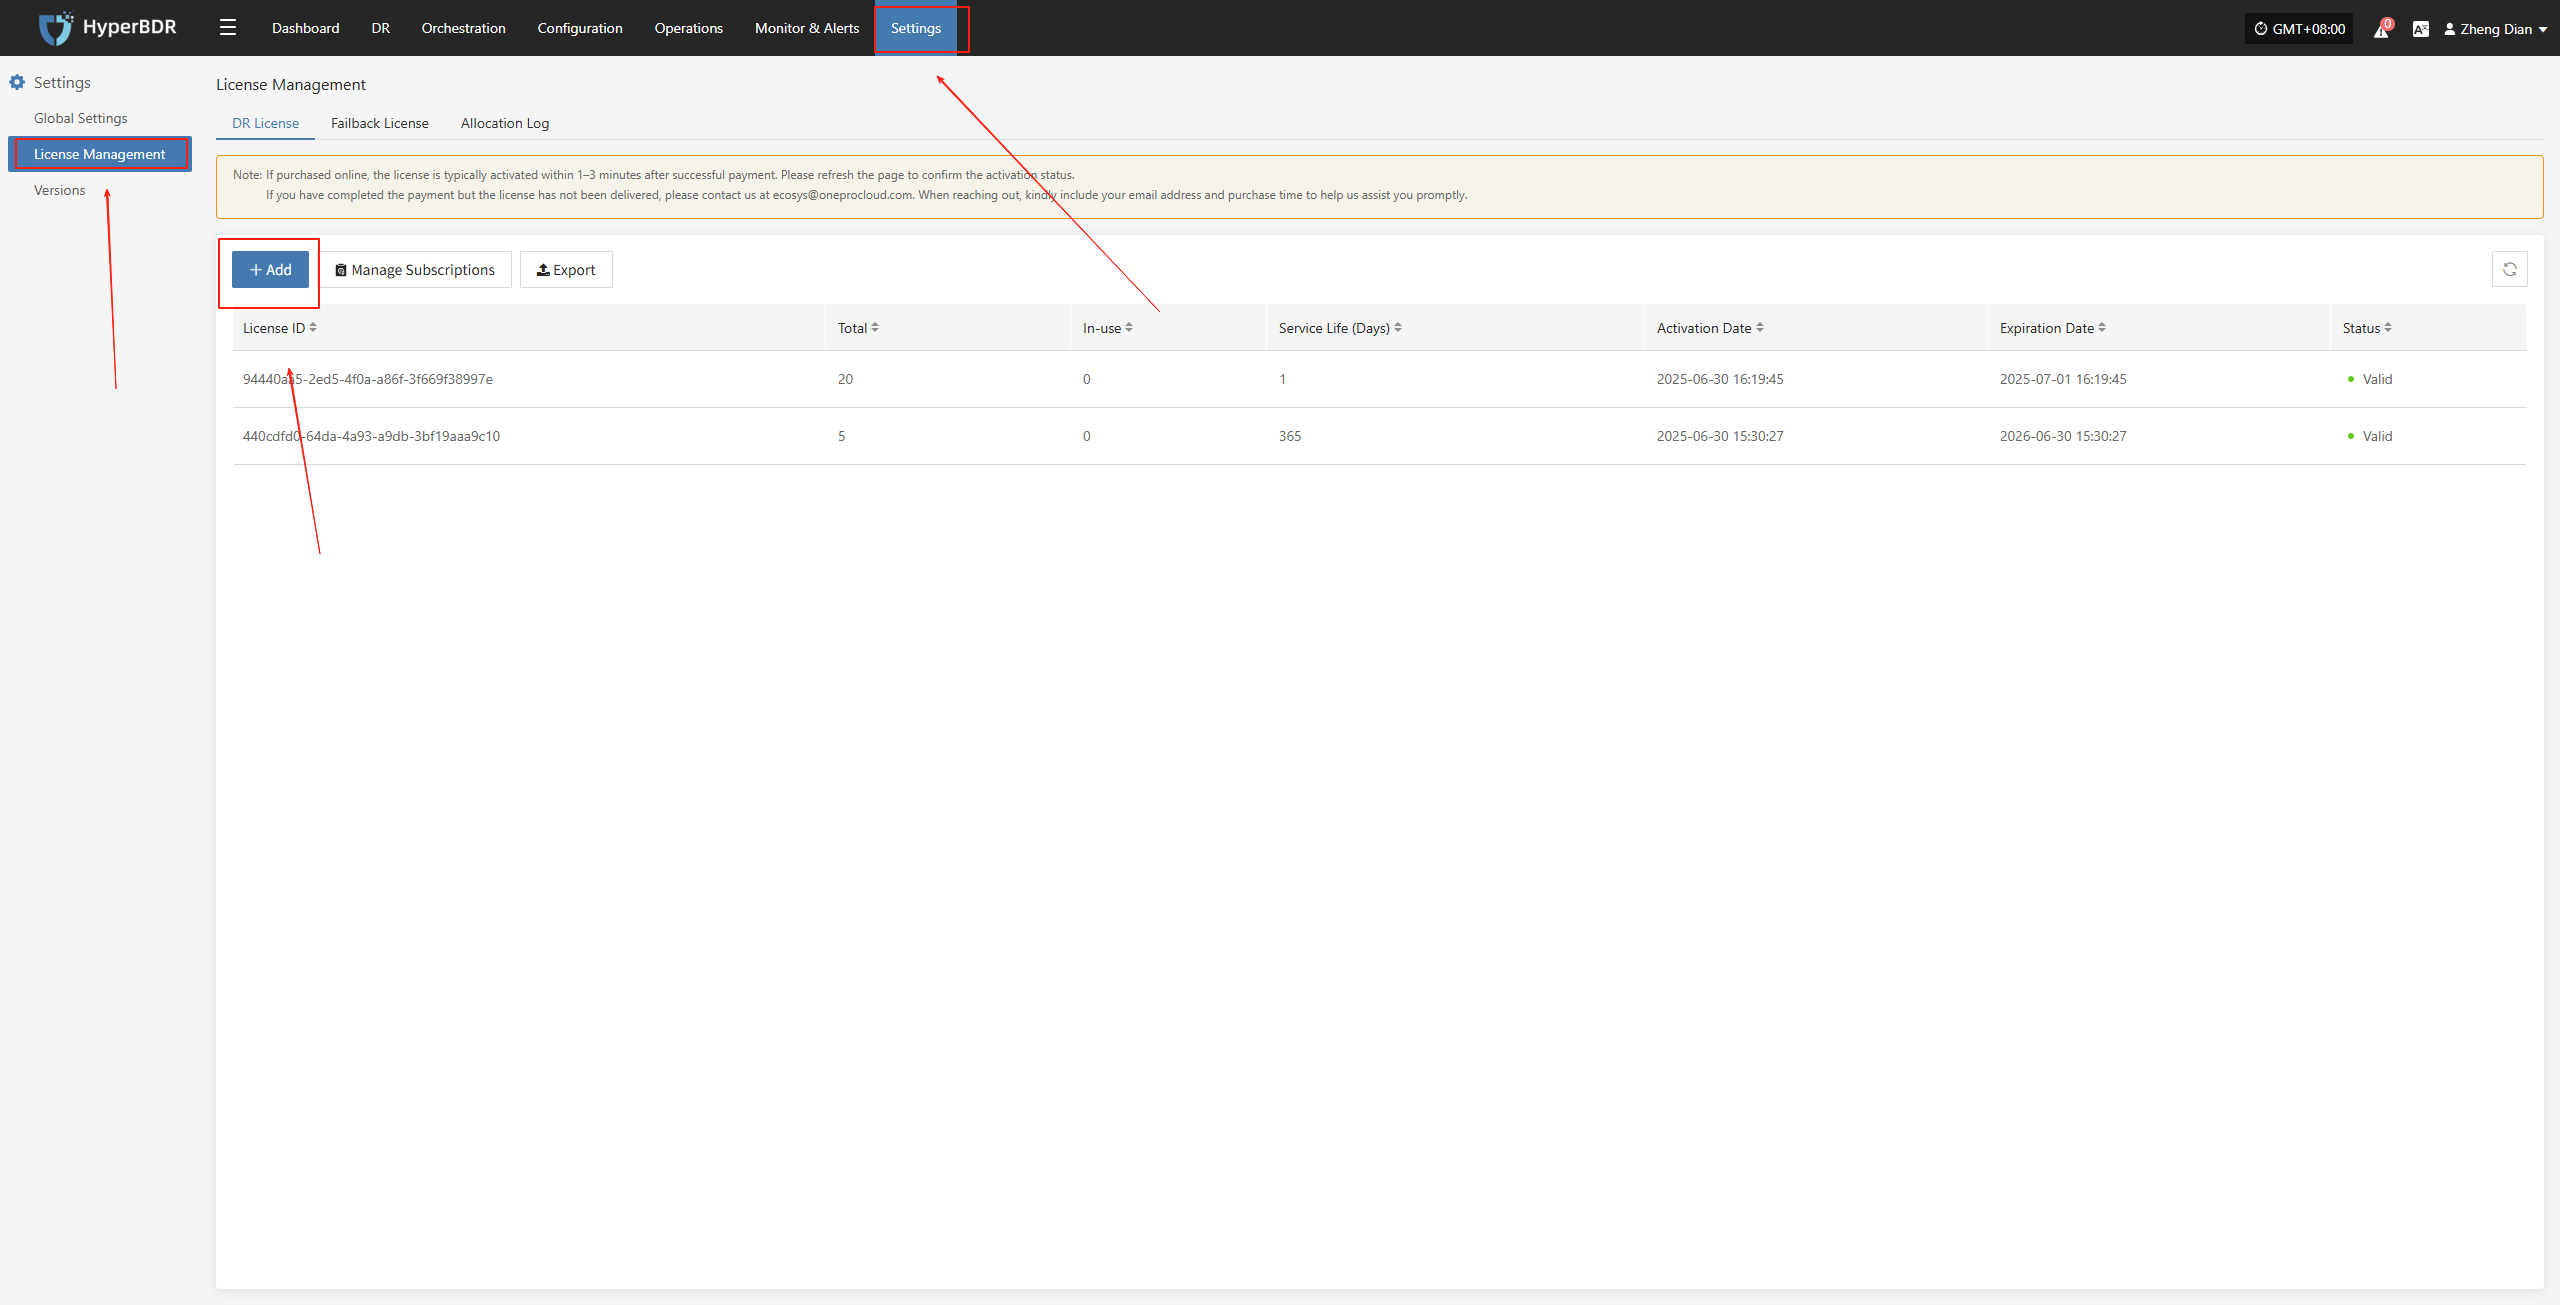 HyperBDR
Dashboard DR Orchestration Configuration Operations Monitor & Alerts Settings
GMT+08:00 0 Zheng Dian
Settings
Global Settings
License Management
Versions
License Management
DR License Failback License Allocation Log
Note: If purchased online, the license is typically activated within 1–3 minutes after successful payment. Please refresh the page to confirm the activation status.
If you have completed the payment but the license has not been delivered, please contact us at ecosys@oneprocloud.com. When reaching out, kindly include your email address and purchase time to help us assist you promptly.
+ Add Manage Subscriptions Export
License ID Total In-use Service Life (Days) Activation Date Expiration Date Status
94440aa5-2ed5-4f0a-a86f-3f669f38997e 20 0 1 2025-06-30 16:19:45 2025-07-01 16:19:45 Valid
440cdfd0-64da-4a93-a9db-3bf19aaa9c10 5 0 365 2025-06-30 15:30:27 2026-06-30 15:30:27 Valid